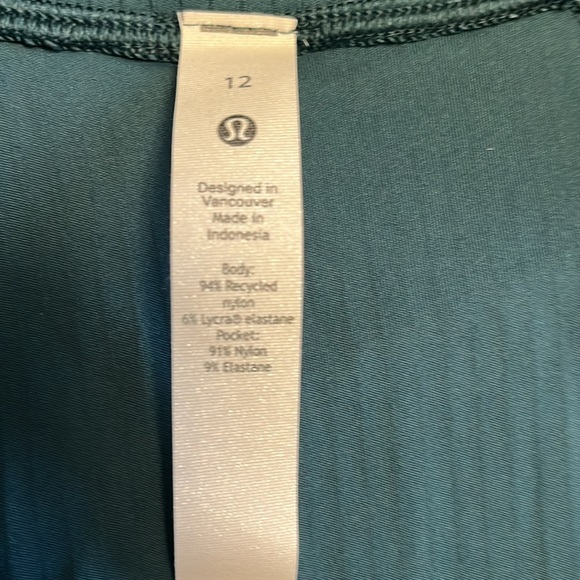 12
Designed in
Vancouver
Made in
Indonesia
Body:
94% Recycled
nylon
6% Lycra® elastane
Pocket:
91% Nylon
9% Elastane